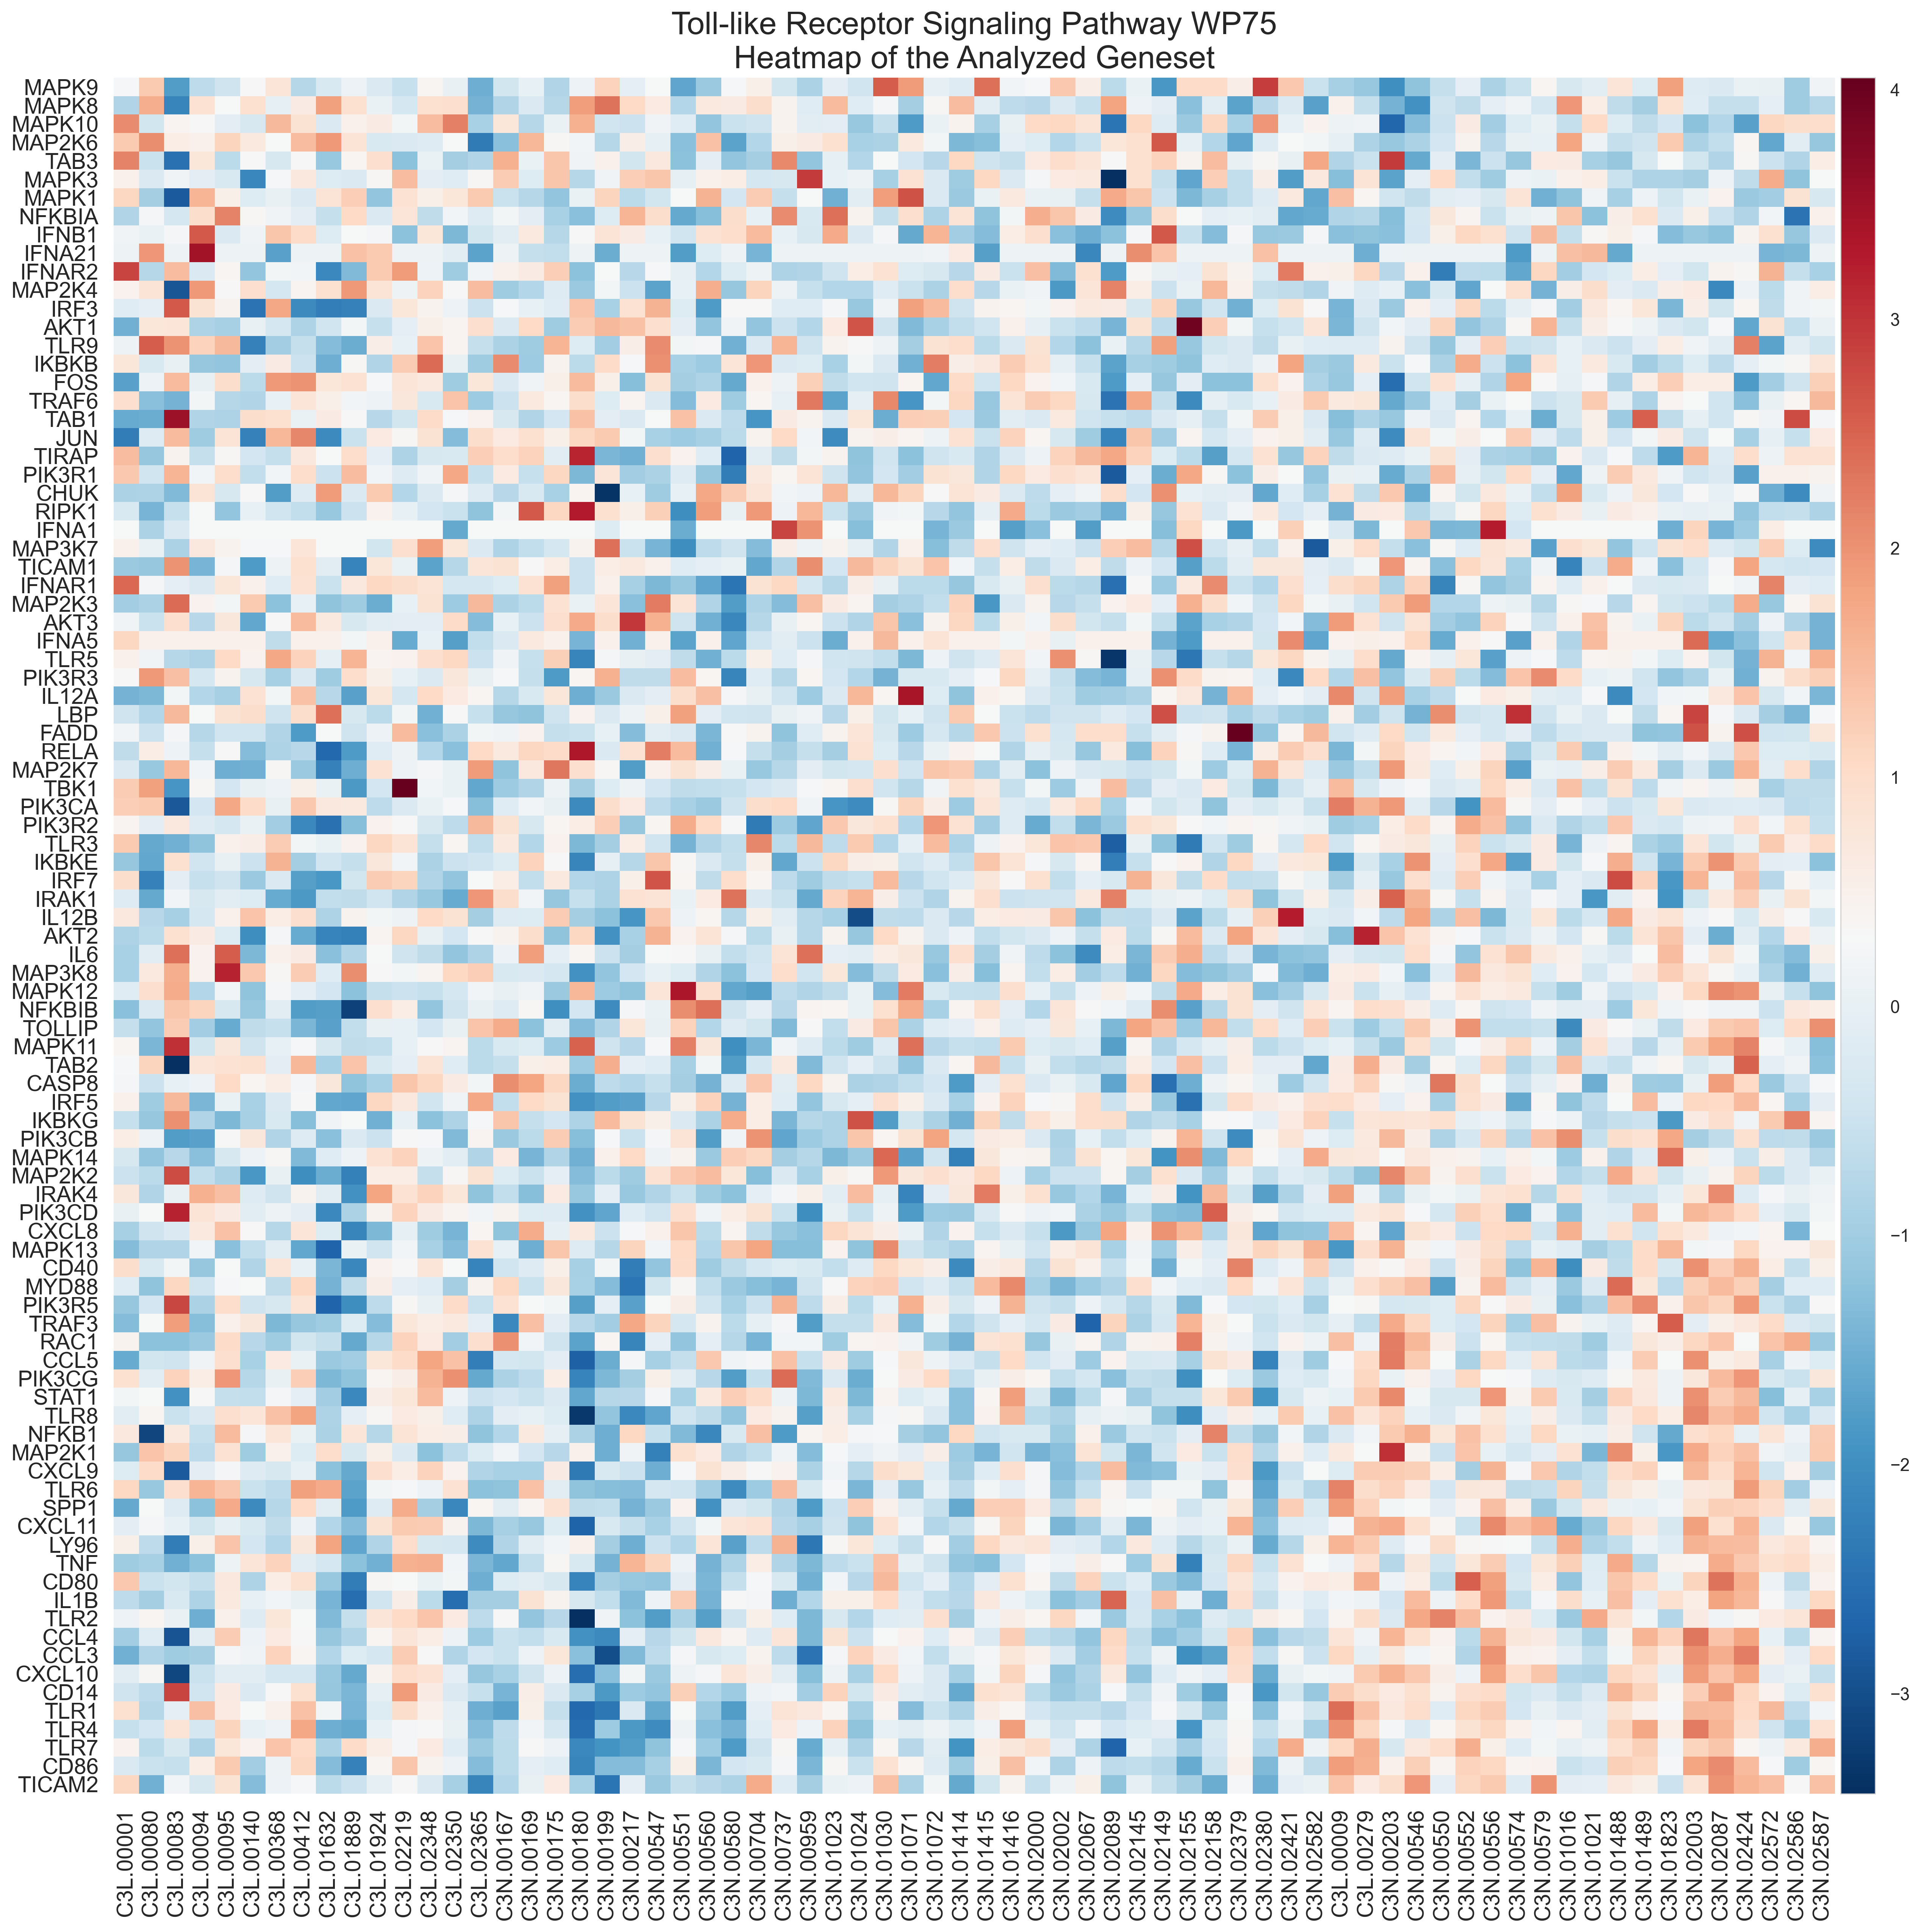 Toll-like Receptor Signaling Pathway WP75
Heatmap of the Analyzed Geneset
MAPK9
MAPK8
MAPK10
MAP2K6
TAB3
MAPK3
MAPK1
NFKBIA
IFNB1
IFNA21
IFNAR2
MAP2K4
IRF3
AKT1
TLR9
IKBKB
FOS
TRAF6
TAB1
JUN
TIRAP
PIK3R1
CHUK
RIPK1
IFNA1
MAP3K7
TICAM1
IFNAR1
MAP2K3
AKT3
IFNA5
TLR5
PIK3R3
IL12A
LBP
FADD
RELA
MAP2K7
TBK1
PIK3CA
PIK3R2
TLR3
IKBKE
IRF7
IRAK1
IL12B
AKT2
IL6
MAP3K8
MAPK12
NFKBIB
TOLLIP
MAPK11
TAB2
CASP8
IRF5
IKBKG
PIK3CB
MAPK14
MAP2K2
IRAK4
PIK3CD
CXCL8
MAPK13
CD40
MYD88
PIK3R5
TRAF3
RAC1
CCL5
PIK3CG
STAT1
TLR8
NFKB1
MAP2K1
CXCL9
TLR6
SPP1
CXCL11
LY96
TNF
CD80
IL1B
TLR2
CCL4
CCL3
CXCL10
CD14
TLR1
TLR4
TLR7
CD86
TICAM2
C3L.00001
C3L.00080
C3L.00083
C3L.00094
C3L.00095
C3L.00140
C3L.00368
C3L.00412
C3L.01632
C3L.01889
C3L.01924
C3L.02219
C3L.02348
C3L.02350
C3L.02365
C3N.00167
C3N.00169
C3N.00175
C3N.00180
C3N.00199
C3N.00217
C3N.00547
C3N.00551
C3N.00560
C3N.00580
C3N.00704
C3N.00737
C3N.00959
C3N.01023
C3N.01024
C3N.01030
C3N.01071
C3N.01072
C3N.01414
C3N.01415
C3N.01416
C3N.02000
C3N.02002
C3N.02067
C3N.02089
C3N.02145
C3N.02149
C3N.02155
C3N.02158
C3N.02379
C3N.02380
C3N.02421
C3N.02582
C3L.00009
C3L.00279
C3N.00203
C3N.00546
C3N.00550
C3N.00552
C3N.00556
C3N.00574
C3N.00579
C3N.01016
C3N.01021
C3N.01488
C3N.01489
C3N.01823
C3N.02003
C3N.02087
C3N.02424
C3N.02572
C3N.02586
C3N.02587
4
3
2
1
0
−1
−2
−3